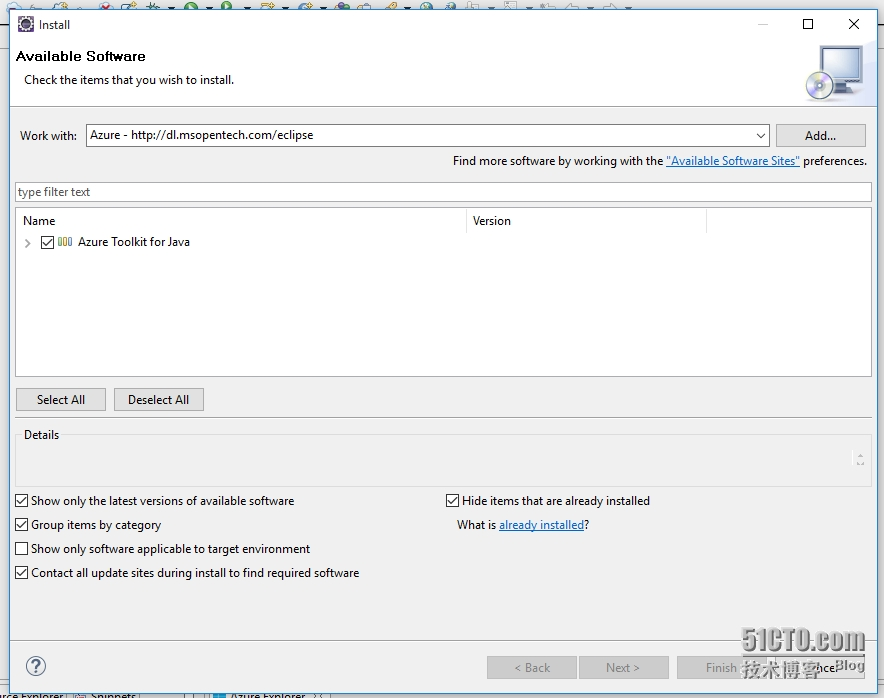 Install
Available Software
Check the items that you wish to install.
Work with: Azure - http://dl.msopentech.com/eclipse Add...
Find more software by working with the "Available Software Sites" preferences.
type filter text
Name Version
Azure Toolkit for Java
Select All Deselect All
Details
Show only the latest versions of available software Hide items that are already installed
Group items by category What is already installed?
Show only software applicable to target environment
Contact all update sites during install to find required software
51CTO.com
< Back Next > Finish
技术博客 Blog
Explorer Snippets Azure Explorer